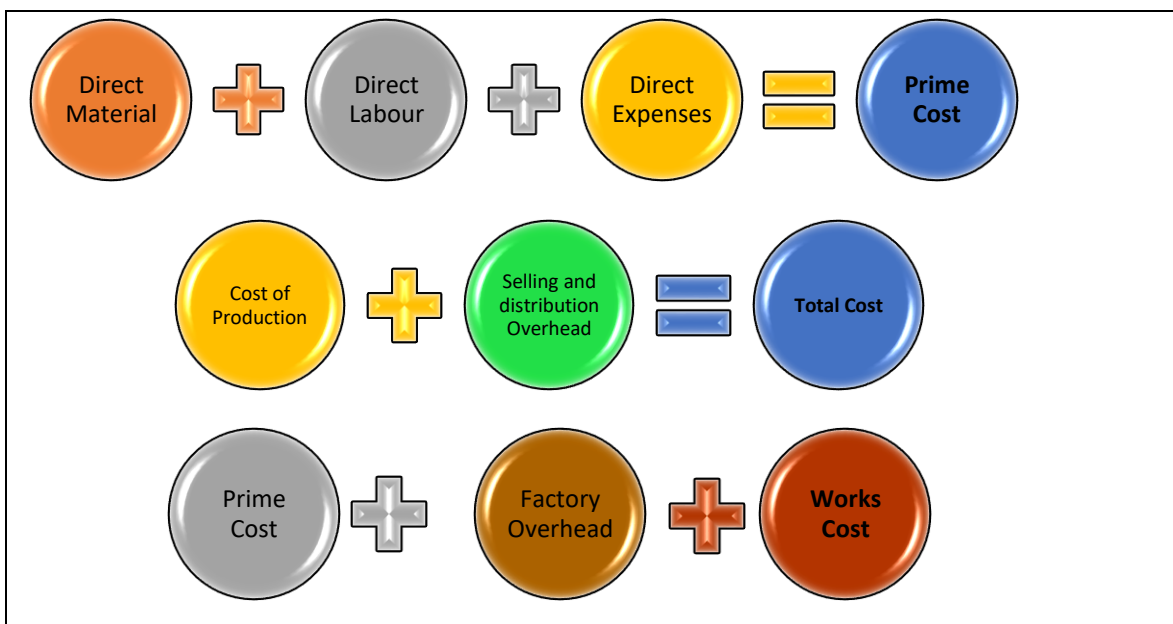 Direct
Material
Direct
Labour
Direct
Expenses
Prime
Cost
Cost of
Production
Selling and
distribution
Overhead
Total Cost
Prime
Cost
Factory
Overhead
Works
Cost